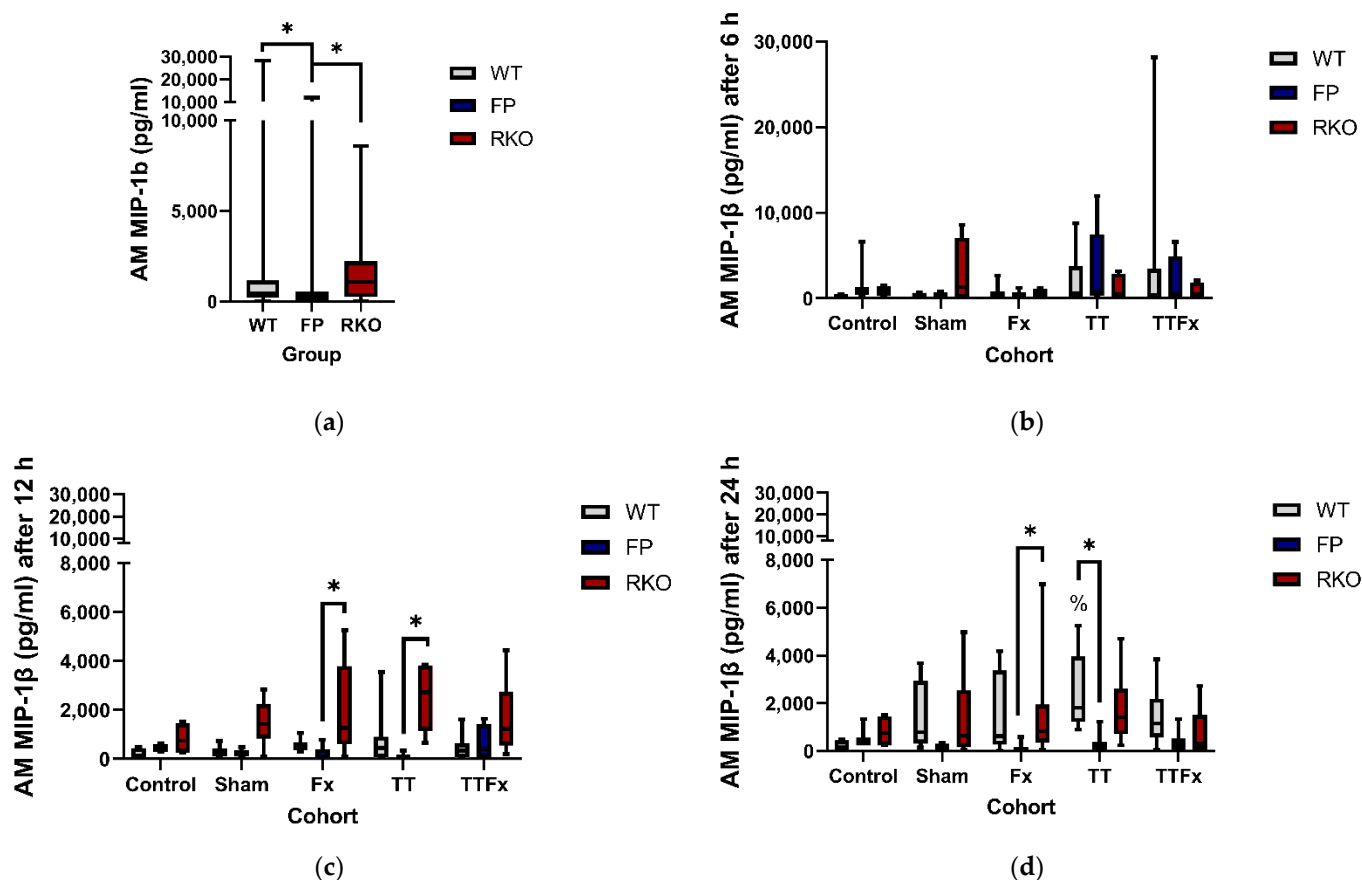 AM MIP-1b (pg/ml)
30,000
20,000
10,000
10,000
5,000
0
*
*
WT
FP
RKO
WT FP RKO
Group
(a)
AM MIP-1β (pg/ml) after 6 h
30,000
20,000
10,000
0
WT
FP
RKO
Control Sham Fx TT TTFx
Cohort
(b)
AM MIP-1β (pg/ml) after 12 h
30,000
20,000
10,000
8,000
6,000
4,000
2,000
0
*
*
WT
FP
RKO
Control Sham Fx TT TTFx
Cohort
(c)
AM MIP-1β (pg/ml) after 24 h
30,000
20,000
10,000
8,000
6,000
4,000
2,000
0
*
*
%
WT
FP
RKO
Control Sham Fx TT TTFx
Cohort
(d)